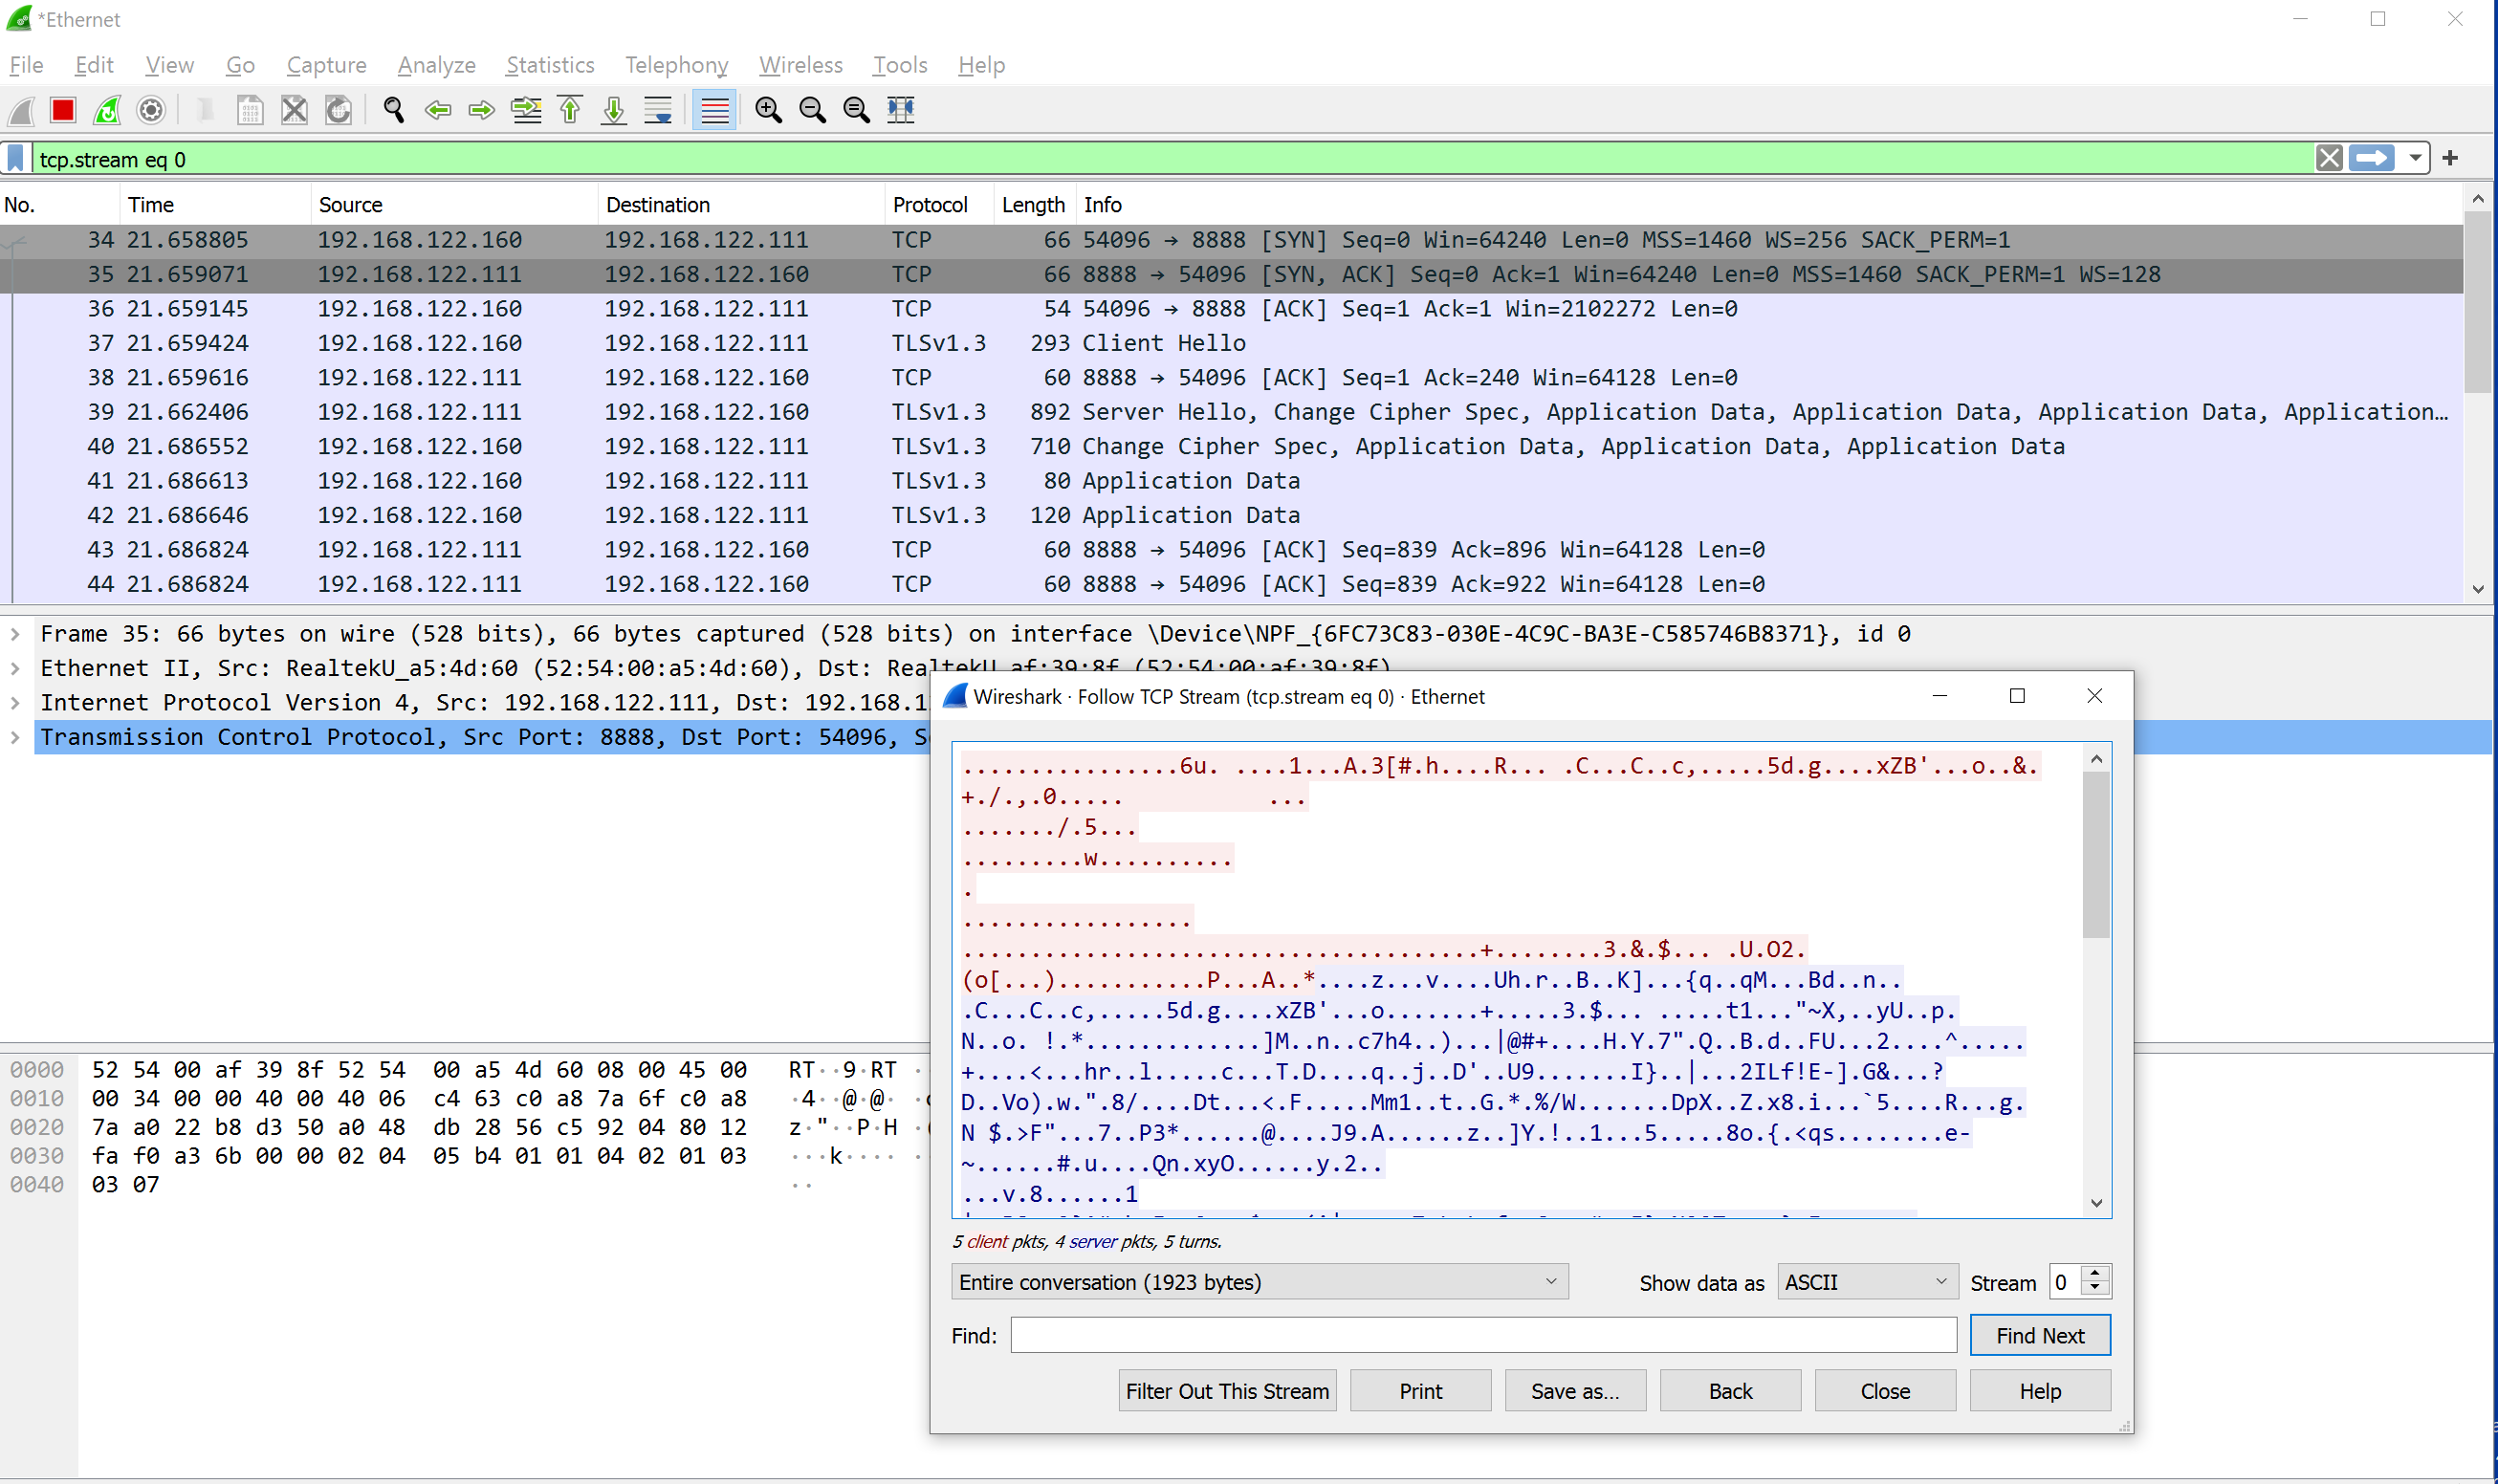 *Ethernet
File Edit View Go Capture Analyze Statistics Telephony Wireless Tools Help
tcp.stream eq 0
No. Time Source Destination Protocol Length Info
34 21.658805 192.168.122.160 192.168.122.111 TCP 66 54096 → 8888 [SYN] Seq=0 Win=64240 Len=0 MSS=1460 WS=256 SACK_PERM=1
35 21.659071 192.168.122.111 192.168.122.160 TCP 66 8888 → 54096 [SYN, ACK] Seq=0 Ack=1 Win=64240 Len=0 MSS=1460 SACK_PERM=1 WS=128
36 21.659145 192.168.122.160 192.168.122.111 TCP 54 54096 → 8888 [ACK] Seq=1 Ack=1 Win=2102272 Len=0
37 21.659424 192.168.122.160 192.168.122.111 TLSv1.3 293 Client Hello
38 21.659616 192.168.122.111 192.168.122.160 TCP 60 8888 → 54096 [ACK] Seq=1 Ack=240 Win=64128 Len=0
39 21.662406 192.168.122.111 192.168.122.160 TLSv1.3 892 Server Hello, Change Cipher Spec, Application Data, Application Data, Application Data, Application…
40 21.686552 192.168.122.160 192.168.122.111 TLSv1.3 710 Change Cipher Spec, Application Data, Application Data, Application Data
41 21.686613 192.168.122.160 192.168.122.111 TLSv1.3 80 Application Data
42 21.686646 192.168.122.160 192.168.122.111 TLSv1.3 120 Application Data
43 21.686824 192.168.122.111 192.168.122.160 TCP 60 8888 → 54096 [ACK] Seq=839 Ack=896 Win=64128 Len=0
44 21.686824 192.168.122.111 192.168.122.160 TCP 60 8888 → 54096 [ACK] Seq=839 Ack=922 Win=64128 Len=0
Frame 35: 66 bytes on wire (528 bits), 66 bytes captured (528 bits) on interface \Device\NPF_{6FC73C83-030E-4C9C-BA3E-C585746B8371}, id 0
Ethernet II, Src: RealtekU_a5:4d:60 (52:54:00:a5:4d:60), Dst: RealtekU_af:39:8f (52:54:00:af:39:8f)
Internet Protocol Version 4, Src: 192.168.122.111, Dst: 192.168.1
Transmission Control Protocol, Src Port: 8888, Dst Port: 54096, S
0000 52 54 00 af 39 8f 52 54 00 a5 4d 60 08 00 45 00 RT··9·RT ·
0010 00 34 00 00 40 00 40 06 c4 63 c0 a8 7a 6f c0 a8 ·4··@·@·
0020 7a a0 22 b8 d3 50 a0 48 db 28 56 c5 92 04 80 12 z·"··P·H
0030 fa f0 a3 6b 00 00 02 04 05 b4 01 01 04 02 01 03 ···k···· ·
0040 03 07 ··
Wireshark · Follow TCP Stream (tcp.stream eq 0) · Ethernet
................6u. ....1...A.3[#.h....R... .C...C..c,.....5d.g....xZB'...o..&.
+./.,.0..... ...
......./.5...
.........w..........
.
.................
......................................+........3.&.$... .U.O2.
(o[...)...........P...A..*....z...v....Uh.r..B..K]...{q..qM...Bd..n..
.C...C..c,.....5d.g....xZB'...o.......+.....3.$... .....t1..."~X,..yU..p.
N..o. !.*.............]M..n..c7h4..)...|@#+....H.Y.7".Q..B.d..FU...2....^.....
+....<...hr..l.....c...T.D....q..j..D'..U9.......I}..|...2ILf!E-].G&...?
D..Vo).w.".8/....Dt...<.F.....Mm1..t..G.*.%/W.......DpX..Z.x8.i...`5....R...g.
N $.>F"...7..P3*......@....J9.A......z..]Y.!..1...5.....8o.{.<qs........e-
~......#.u....Qn.xyO......y.2..
...v.8......1
5 client pkts, 4 server pkts, 5 turns.
Entire conversation (1923 bytes) Show data as ASCII Stream 0
Find: Find Next
Filter Out This Stream Print Save as… Back Close Help